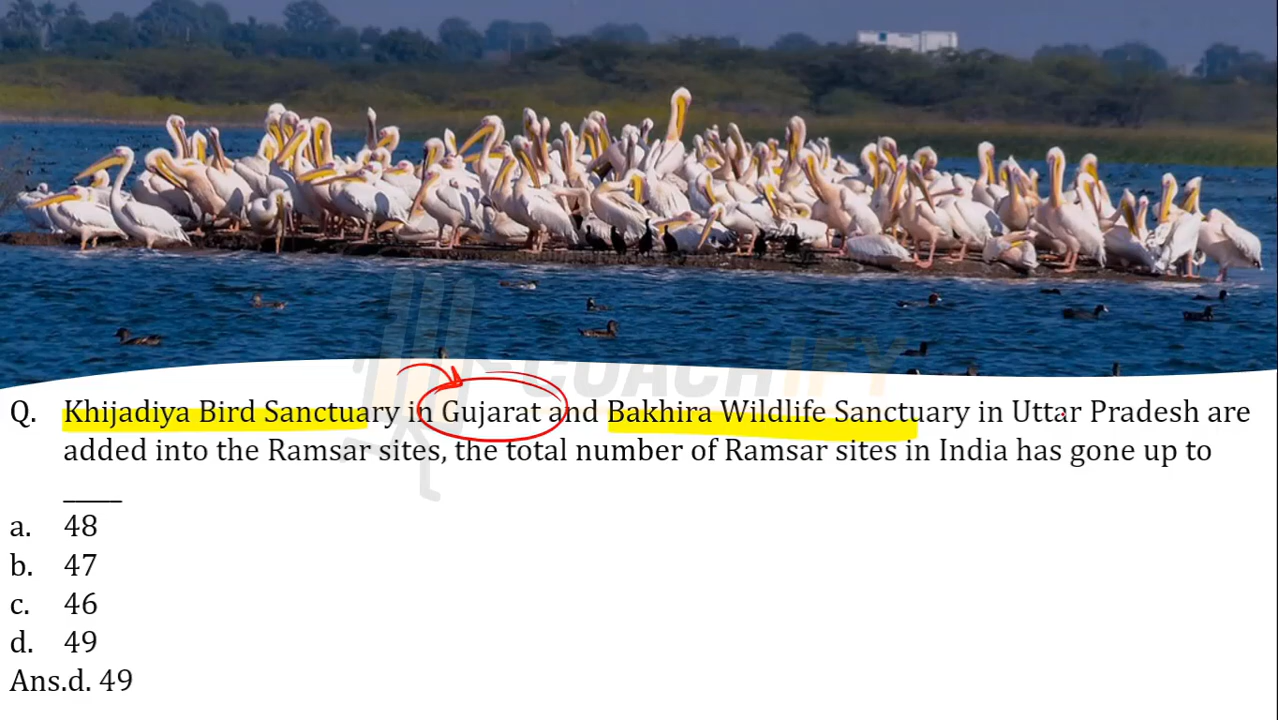 COACHIFY
Q. Khijadiya Bird Sanctuary in Gujarat and Bakhira Wildlife Sanctuary in Uttar Pradesh are
added into the Ramsar sites, the total number of Ramsar sites in India has gone up to
_____
a. 48
b. 47
c. 46
d. 49
Ans.d. 49